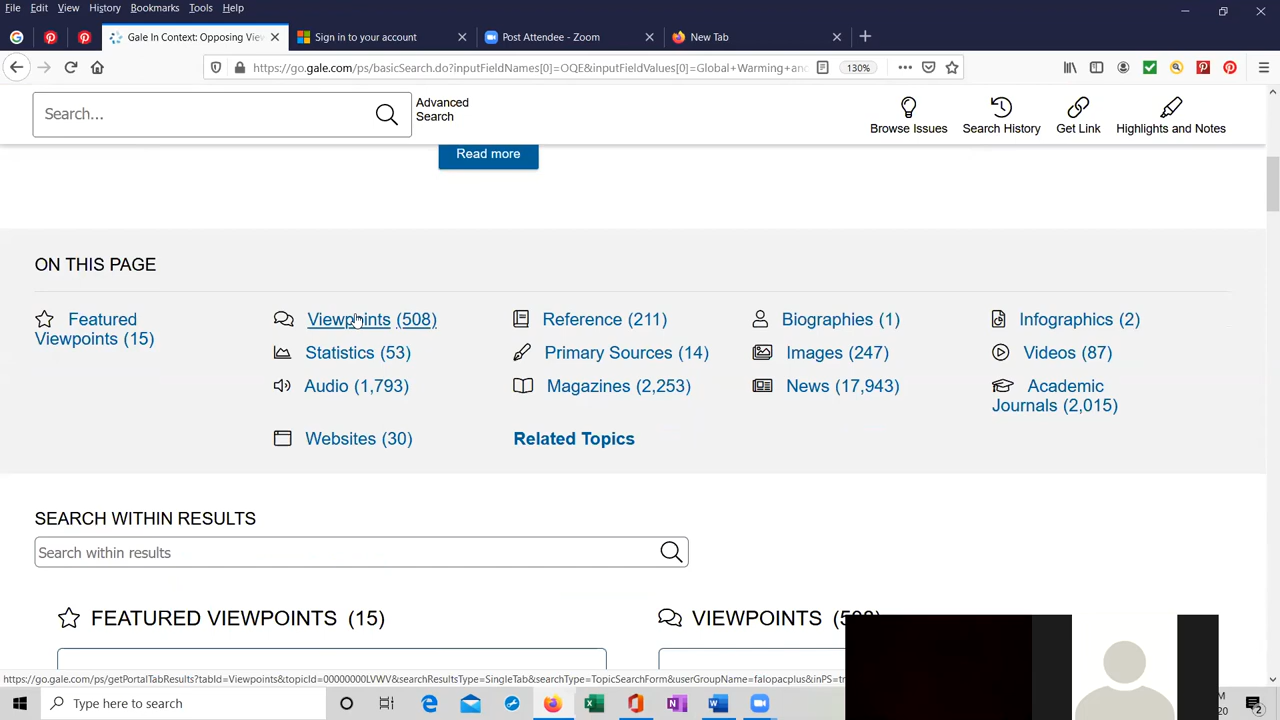 File Edit View History Bookmarks Tools Help
Gale In Context: Opposing View
Sign in to your account
Post Attendee - Zoom
New Tab
https://go.gale.com/ps/basicSearch.do?inputFieldNames[0]=OQE&inputFieldValues[0]=Global+Warming+an
130%
Search...
Advanced
Search
Browse Issues
Search History
Get Link
Highlights and Notes
Read more
ON THIS PAGE
Featured
Viewpoints (15)
Viewpoints (508)
Reference (211)
Biographies (1)
Infographics (2)
Statistics (53)
Primary Sources (14)
Images (247)
Videos (87)
Audio (1,793)
Magazines (2,253)
News (17,943)
Academic
Journals (2,015)
Websites (30)
Related Topics
SEARCH WITHIN RESULTS
Search within results
FEATURED VIEWPOINTS (15)
VIEWPOINTS (508)
https://go.gale.com/ps/getPortalTabResults?tabId=Viewpoints&topicId=00000000LVWV&searchResultsType=SingleTab&searchType=TopicSearchForm&userGroupName=falopacplus&inPS=tr
Type here to search
M
20
2